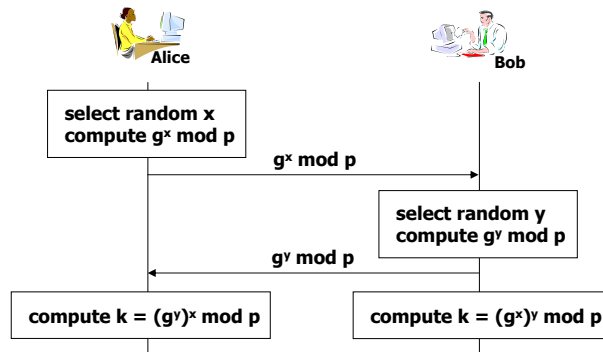 Alice
Bob
select random x
compute gˣ mod p
gˣ mod p
select random y
compute gʸ mod p
gʸ mod p
compute k = (gʸ)ˣ mod p
compute k = (gˣ)ʸ mod p